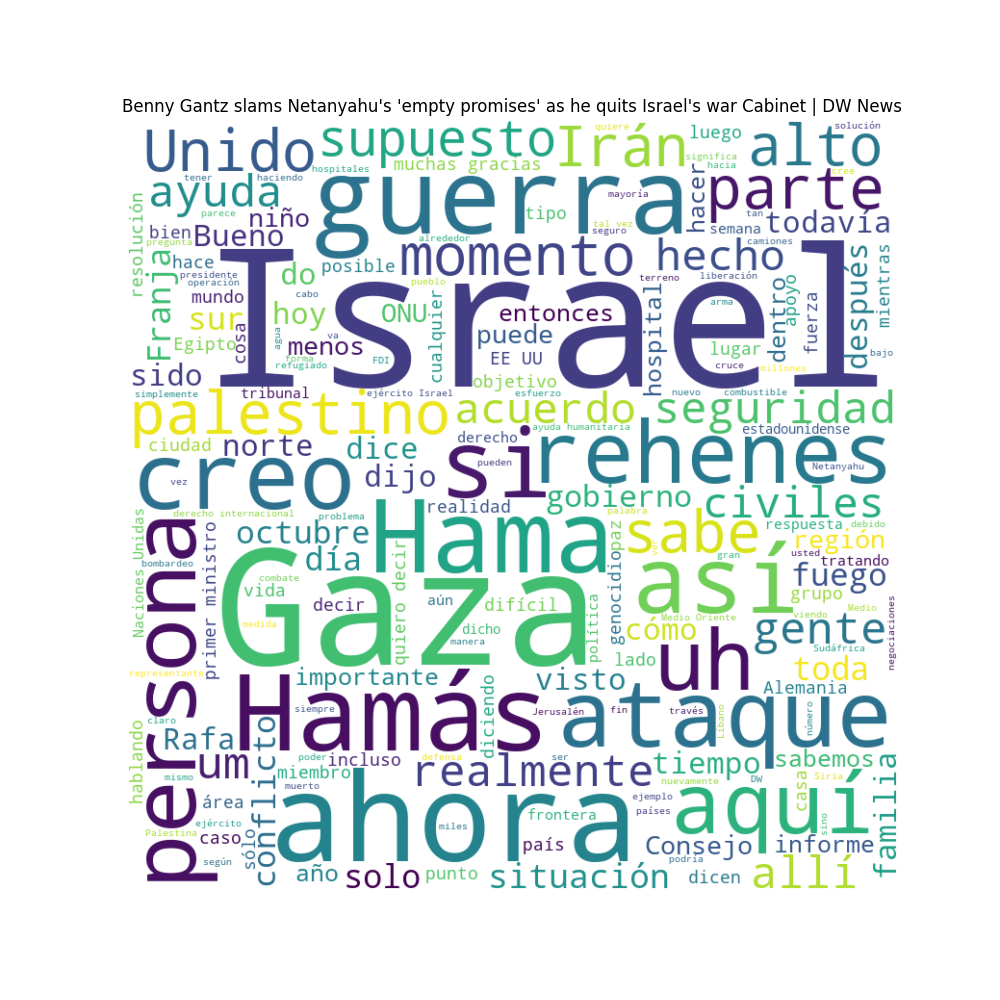 Benny Gantz slams Netanyahu's 'empty promises' as he quits Israel's war Cabinet | DW News
Unido
supuesto
Irán
quiere
luego
alto
solución
hospitales
muchas gracias
significa
hacia
cree
tener
haciendo
ayuda
guerra
mayoría
hacer
parte
resolución
parece
niño
tipo
tal vez
seguro
semana
tan
todavía
bien
Bueno
pregunta
alrededor
momento
hecho
camiones
hace
Franja
presidente
operación
do
posible
pueblo
cualquier
terreno
hospital
liberación
dentro
apoyo
después
mientras
mundo
cabo
Israel
arma
fuerza
sur
cosa
hoy
ONU
entonces
Egipto
agua
va
menos
puede
EE UU
lugar
bajo
forma
refugiado
FDI
cruce
millones
sido
objetivo
simplemente
tribunal
ejército Israel
esfuerzo
nuevo
combustible
palestino
acuerdo
seguridad
ayuda humanitaria
estadounidense
ciudad
norte
dice
derecho
si
rehenes
creo
dijo
pueden
Netanyahu
vez
gobierno
civiles
derecho internacional
problema
realidad
palabra
Naciones Unidas
persona
octubre
Hama
sabe
respuesta
debido
región
paz
ver
gran
usted
tratando
bombardeo
primer ministro
día
Gaza
así
fuego
combate
vida
quiero decir
aún
difícil
genocidio
grupo
decir
medida
dicho
manera
política
cómo
Medio Oriente
viendo
Medio
gente
negociaciones
Sudáfrica
lado
uh
toda
representante
importante
visto
Alemania
Hamás
siempre
diciendo
Jerusalén
fin
ataque
través
Líbano
número
hablando
claro
Rafa
conflicto
poder
incluso
defensa
ser
tiempo
sabemos
um
miembro
realmente
DW
Siria
mismo
muerto
nuevamente
casa
familia
área
ahora
ejemplo
países
aquí
frontera
sino
Palestina
ejército
caso
sólo
miles
país
Consejo
informe
según
podría
año
solo
punto
situación
dicen
allí